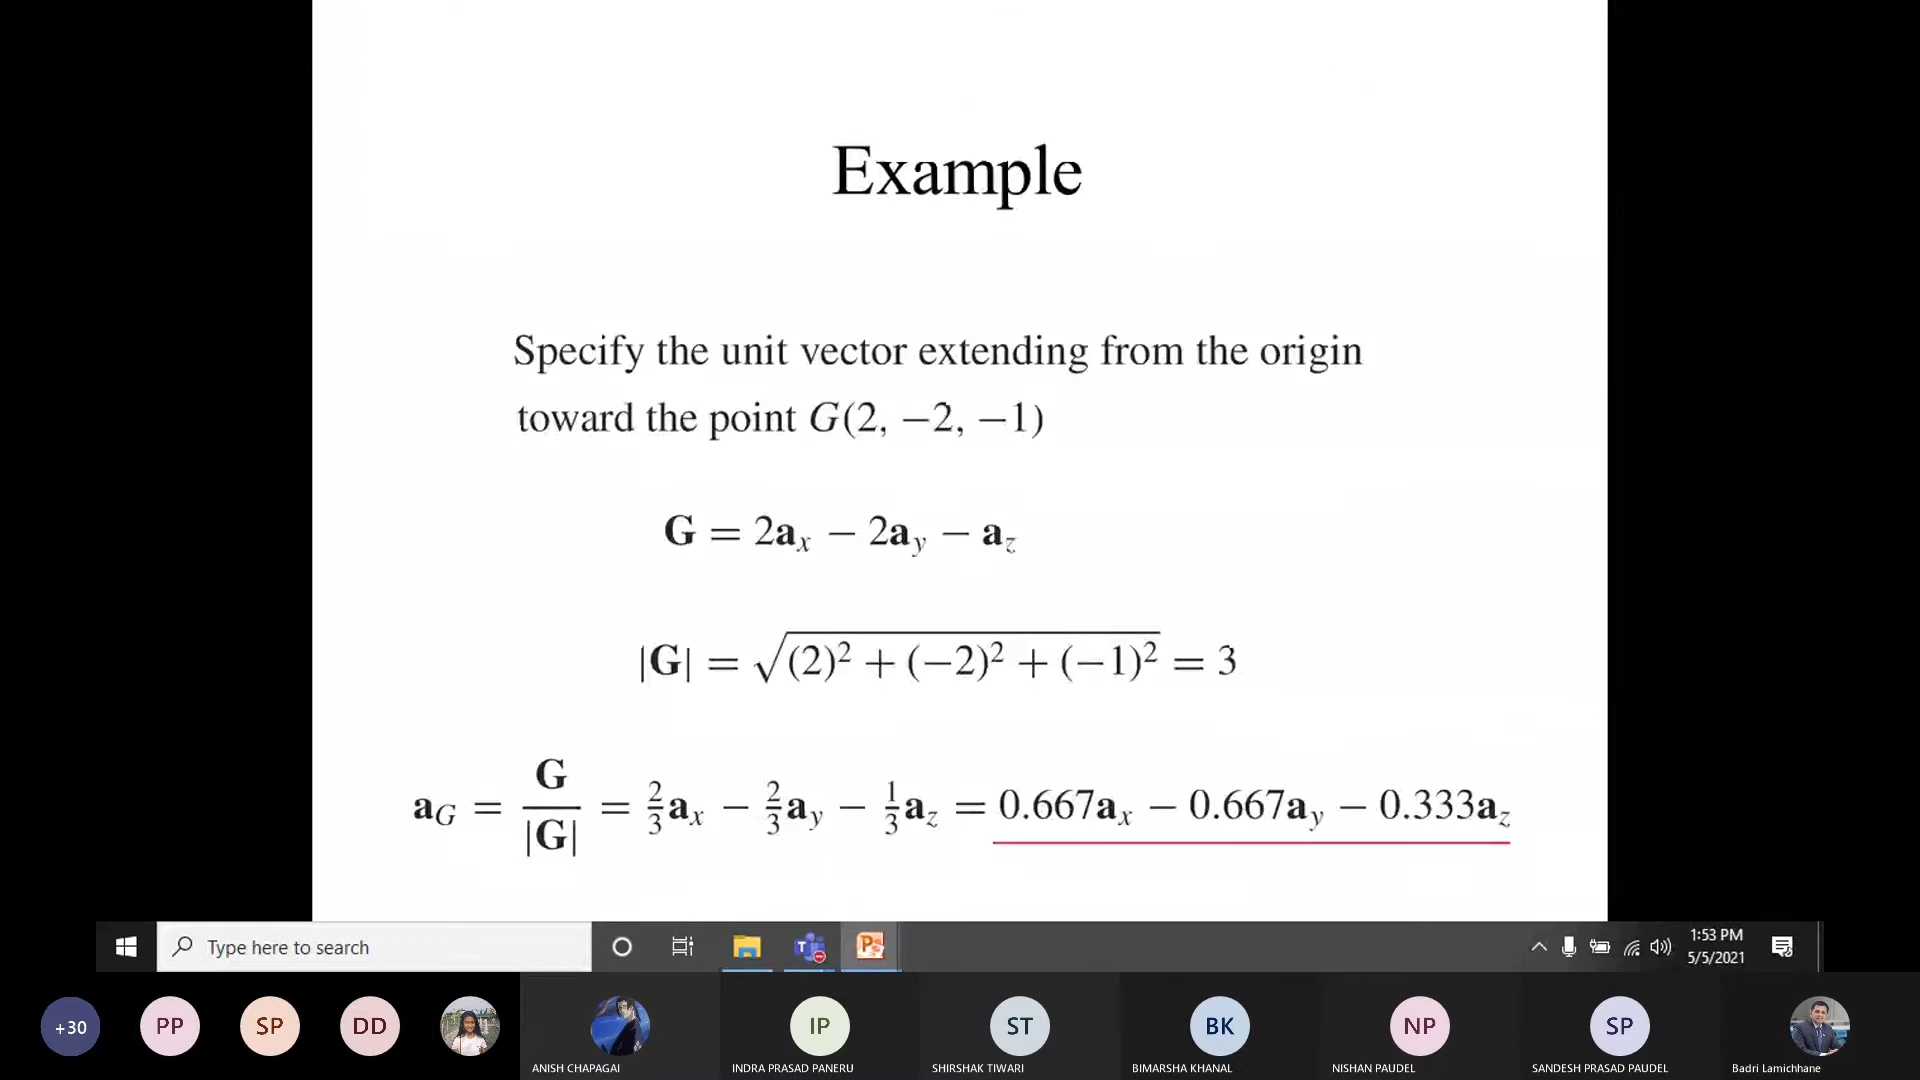 Example
Specify the unit vector extending from the origin
toward the point G(2, −2, −1)
G = 2aₓ − 2a_y − a_z
|G| = √((2)² + (−2)² + (−1)²) = 3
a_G = G/|G| = 2/3 aₓ − 2/3 a_y − 1/3 a_z = 0.667aₓ − 0.667a_y − 0.333a_z
Type here to search
1:53 PM
5/5/2021
+30 PP SP DD IP ST BK NP SP
ANISH CHAPAGAI INDRA PRASAD PANERU SHIRSHAK TIWARI BIMARSHA KHANAL NISHAN PAUDEL SANDESH PRASAD PAUDEL Badri Lamichhane